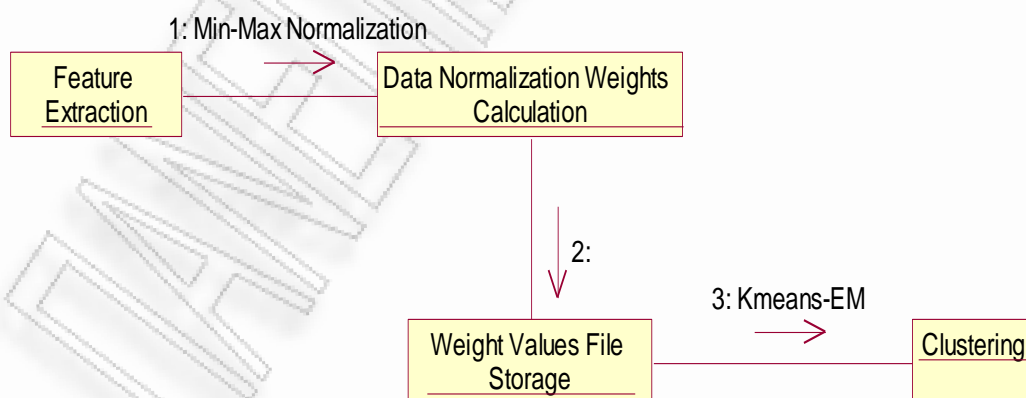 1: Min-Max Normalization
Feature
Extraction
Data Normalization Weights
Calculation
2:
3: Kmeans-EM
Weight Values File
Storage
Clustering